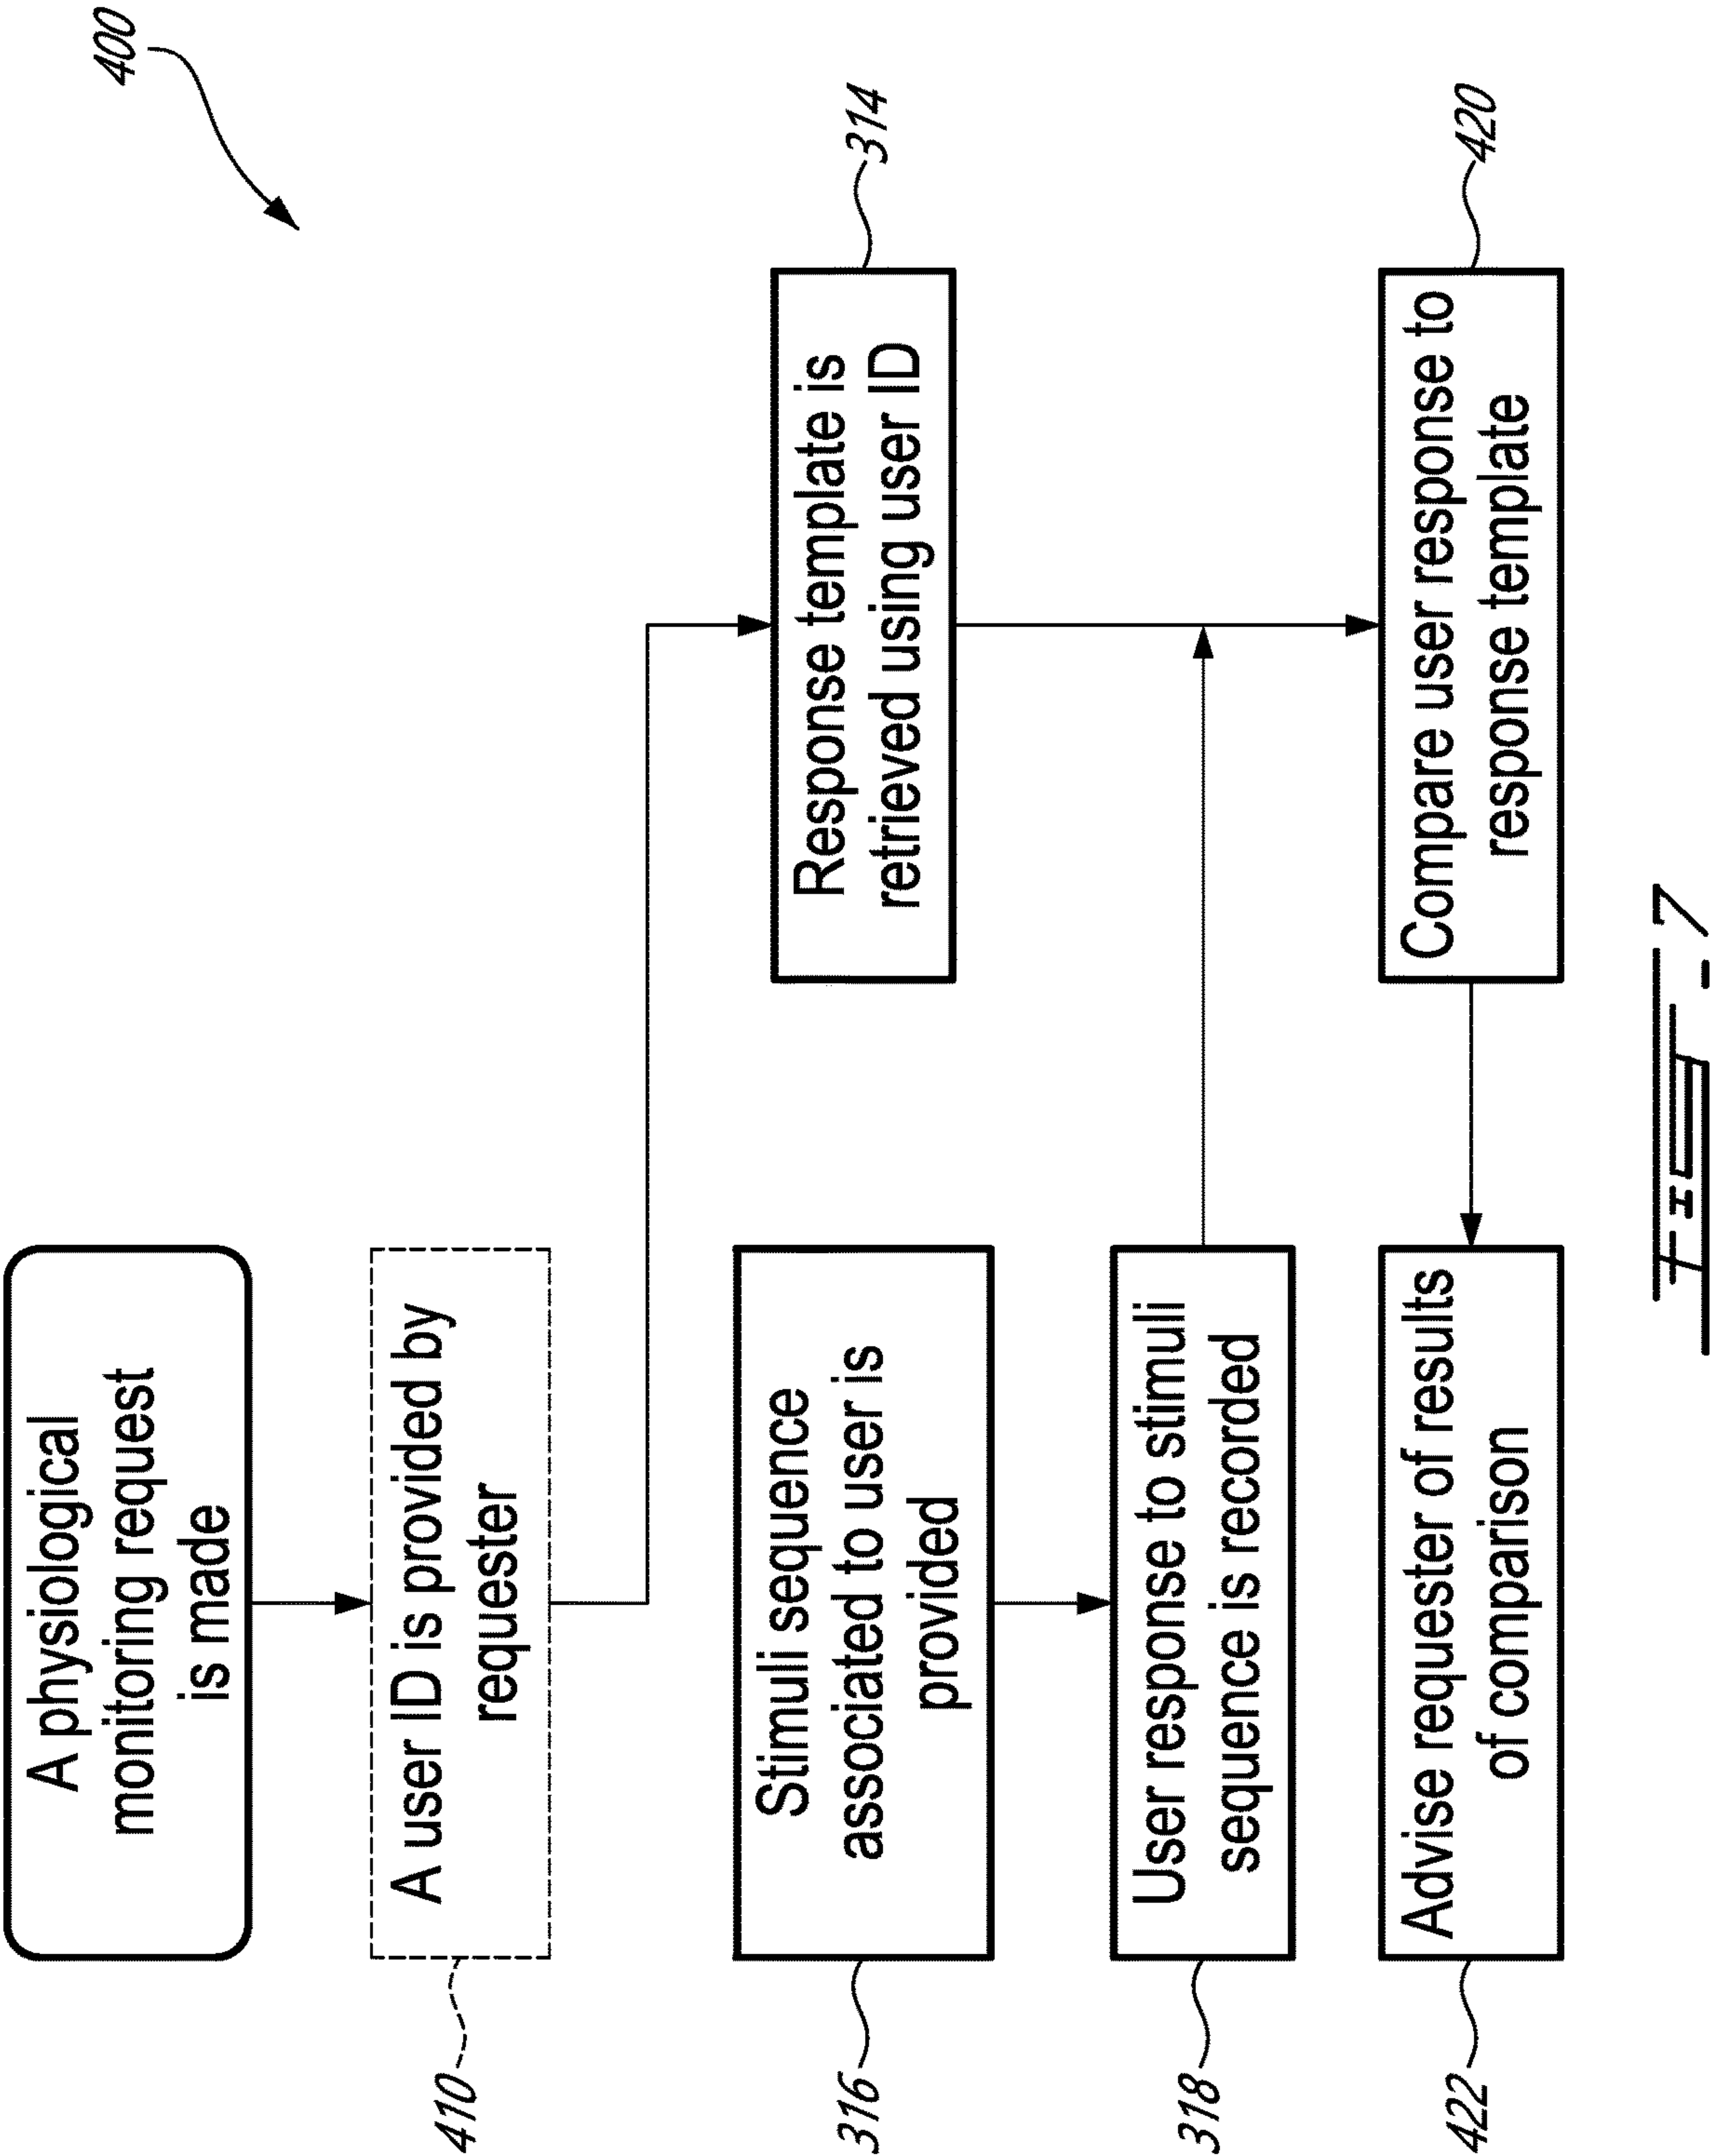 400
A physiological
monitoring request
is made
410
A user ID is provided by
requester
314
Response template is
retrieved using user ID
316
Stimuli sequence
associated to user is
provided
318
User response to stimuli
sequence is recorded
420
Compare user response to
response template
422
Advise requester of results
of comparison
FIG-7